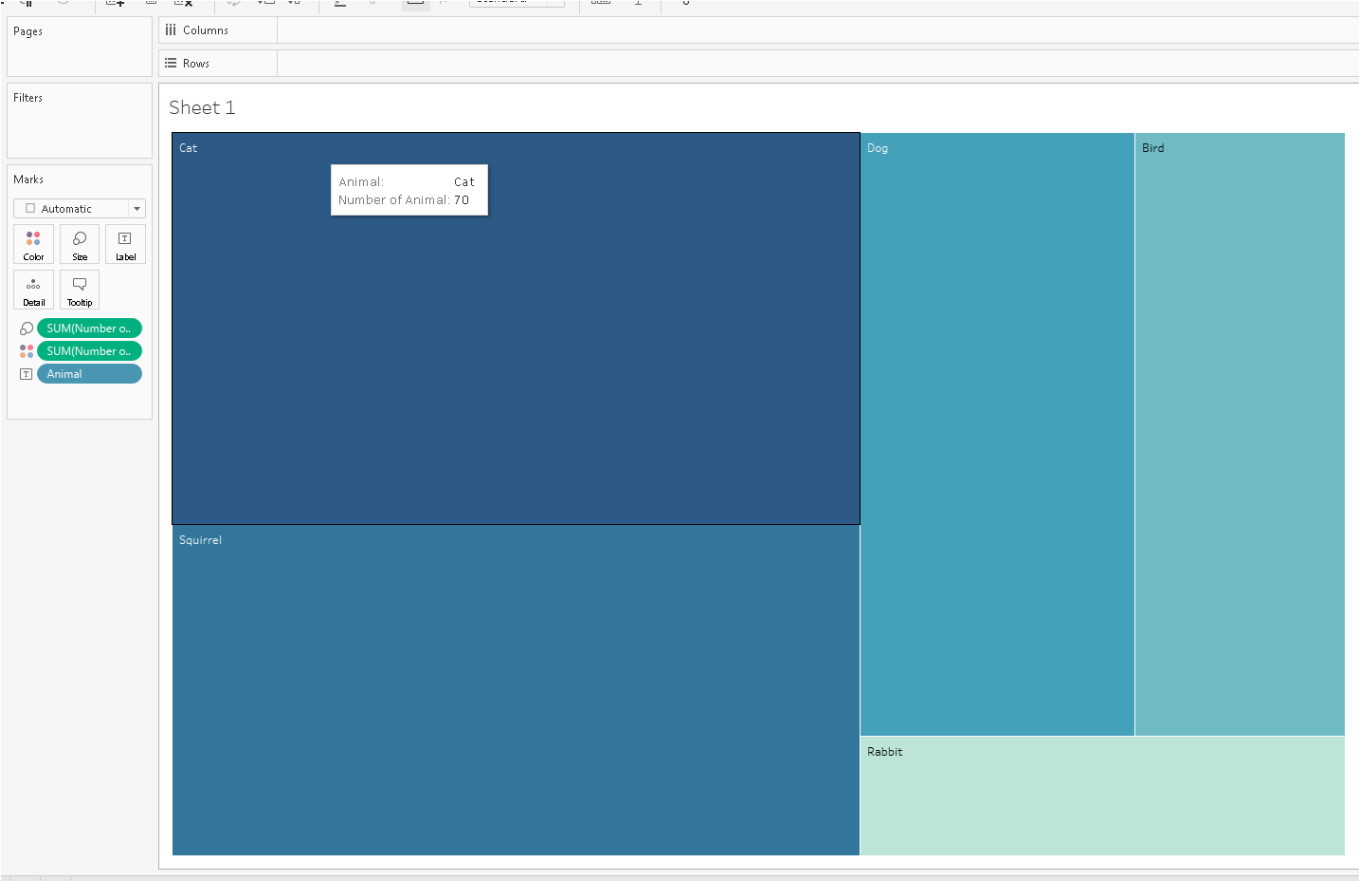 Pages
Columns
Rows
Filters
Sheet 1
Cat
Dog
Bird
Animal: Cat
Number of Animal: 70
Marks
Automatic
Color
Size
Label
Detail
Tooltip
SUM(Number o..
SUM(Number o..
Animal
Squirrel
Rabbit